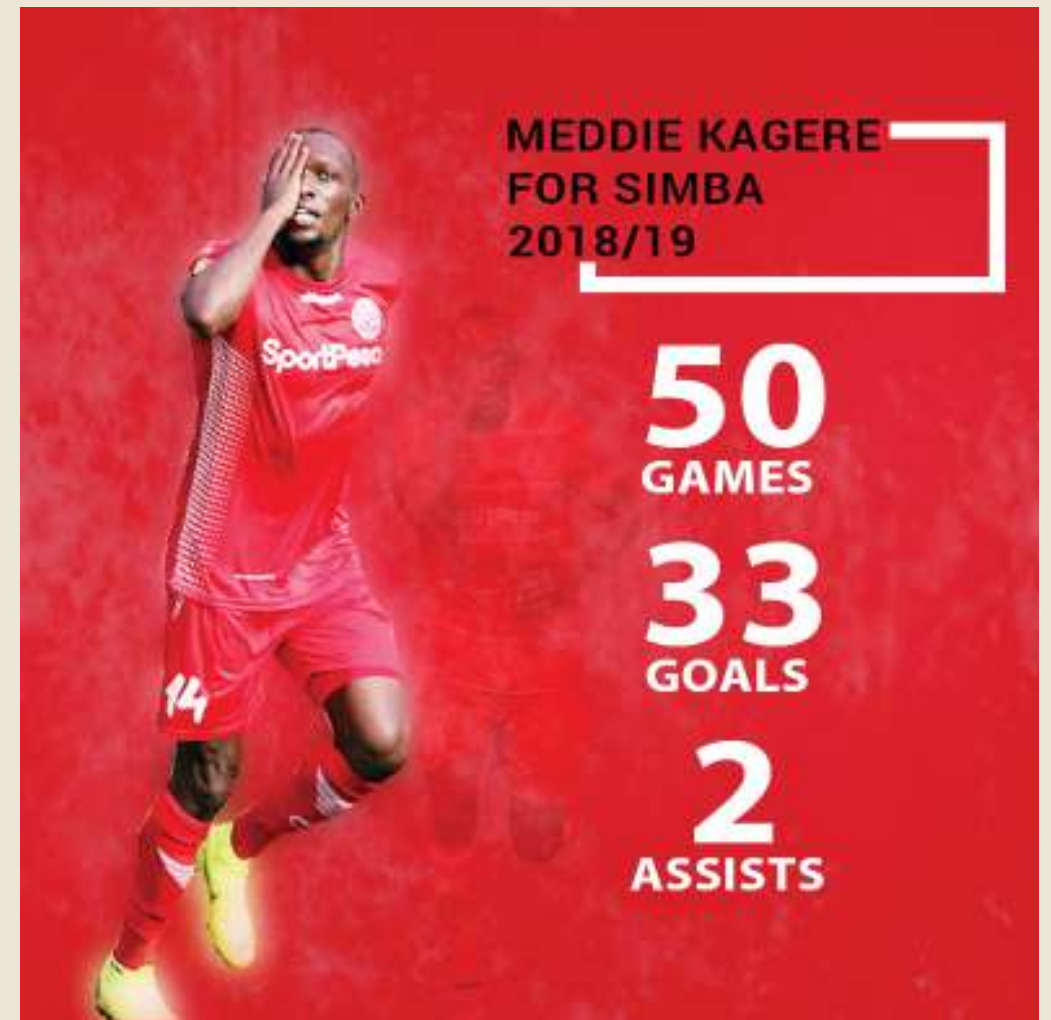 MEDDIE KAGERE
FOR SIMBA
2018/19
50
GAMES
33
GOALS
2
ASSISTS
SportPesa
14